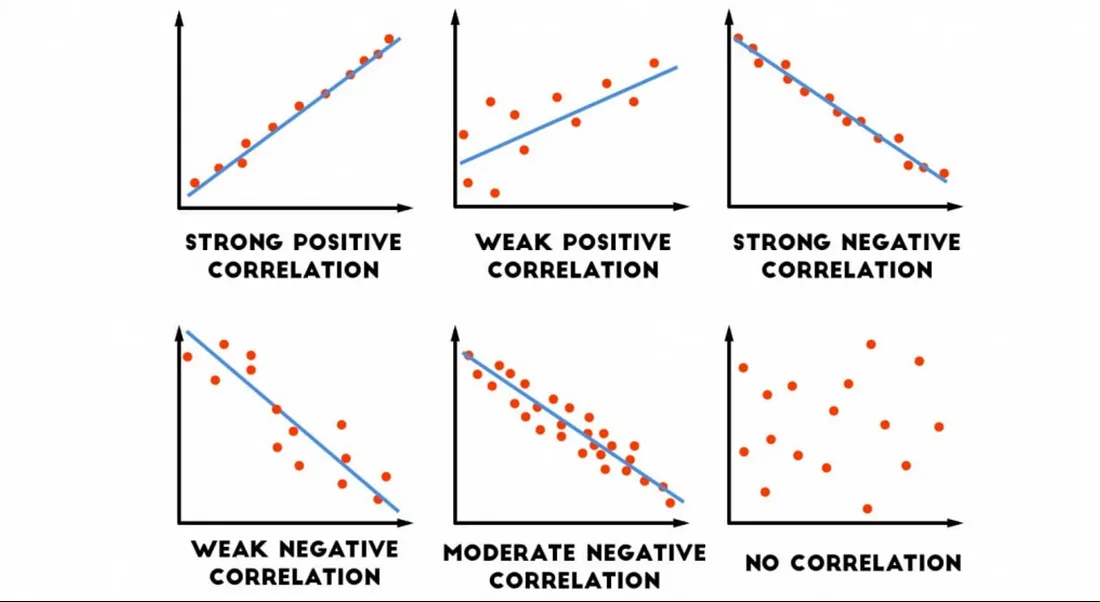 STRONG POSITIVE
CORRELATION
WEAK POSITIVE
CORRELATION
STRONG NEGATIVE
CORRELATION
WEAK NEGATIVE
CORRELATION
MODERATE NEGATIVE
CORRELATION
NO CORRELATION